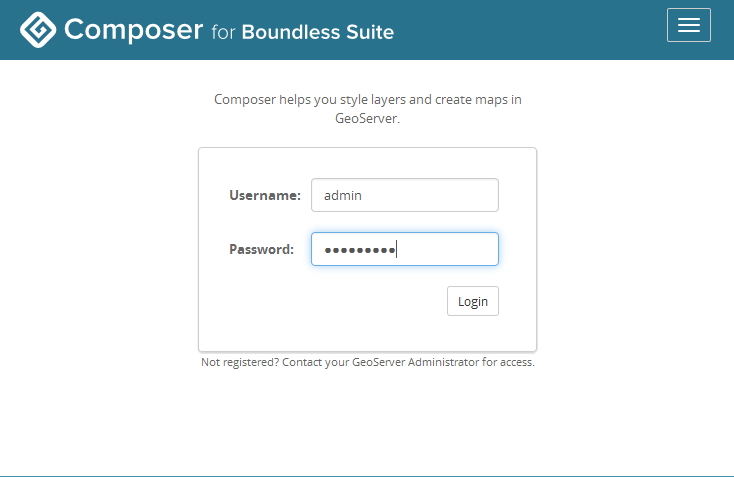 Composer for Boundless Suite
Composer helps you style layers and create maps in
GeoServer.
Username: admin
Password: •••••••••
Login
Not registered? Contact your GeoServer Administrator for access.